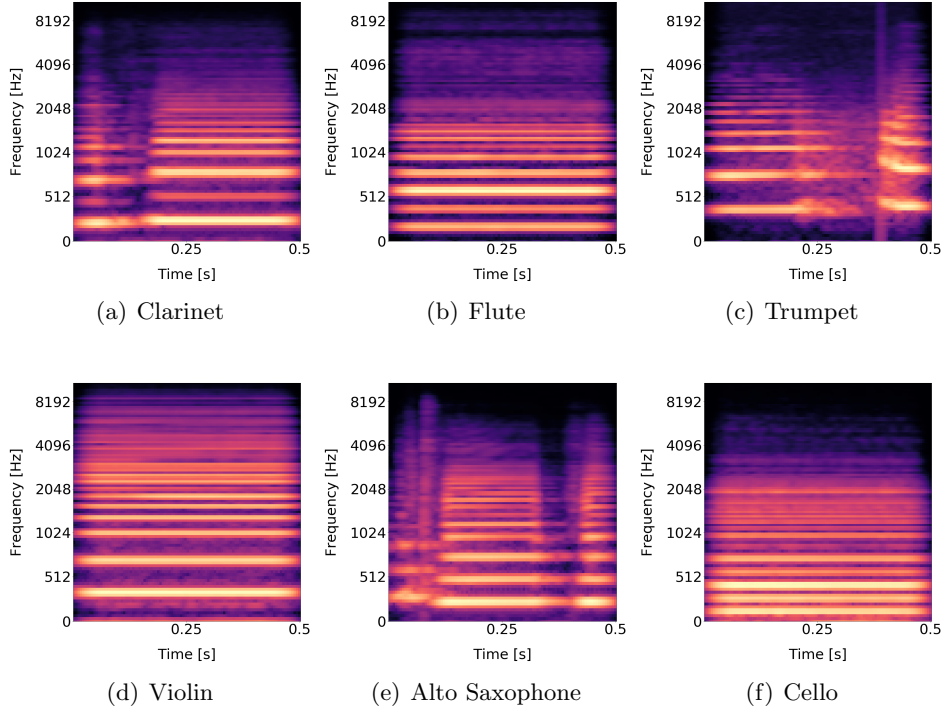 8192
4096
2048
1024
512
0
Frequency [Hz]
0.25
0.5
Time [s]
(a) Clarinet
8192
4096
2048
1024
512
0
Frequency [Hz]
0.25
0.5
Time [s]
(b) Flute
8192
4096
2048
1024
512
0
Frequency [Hz]
0.25
0.5
Time [s]
(c) Trumpet
8192
4096
2048
1024
512
0
Frequency [Hz]
0.25
0.5
Time [s]
(d) Violin
8192
4096
2048
1024
512
0
Frequency [Hz]
0.25
0.5
Time [s]
(e) Alto Saxophone
8192
4096
2048
1024
512
0
Frequency [Hz]
0.25
0.5
Time [s]
(f) Cello